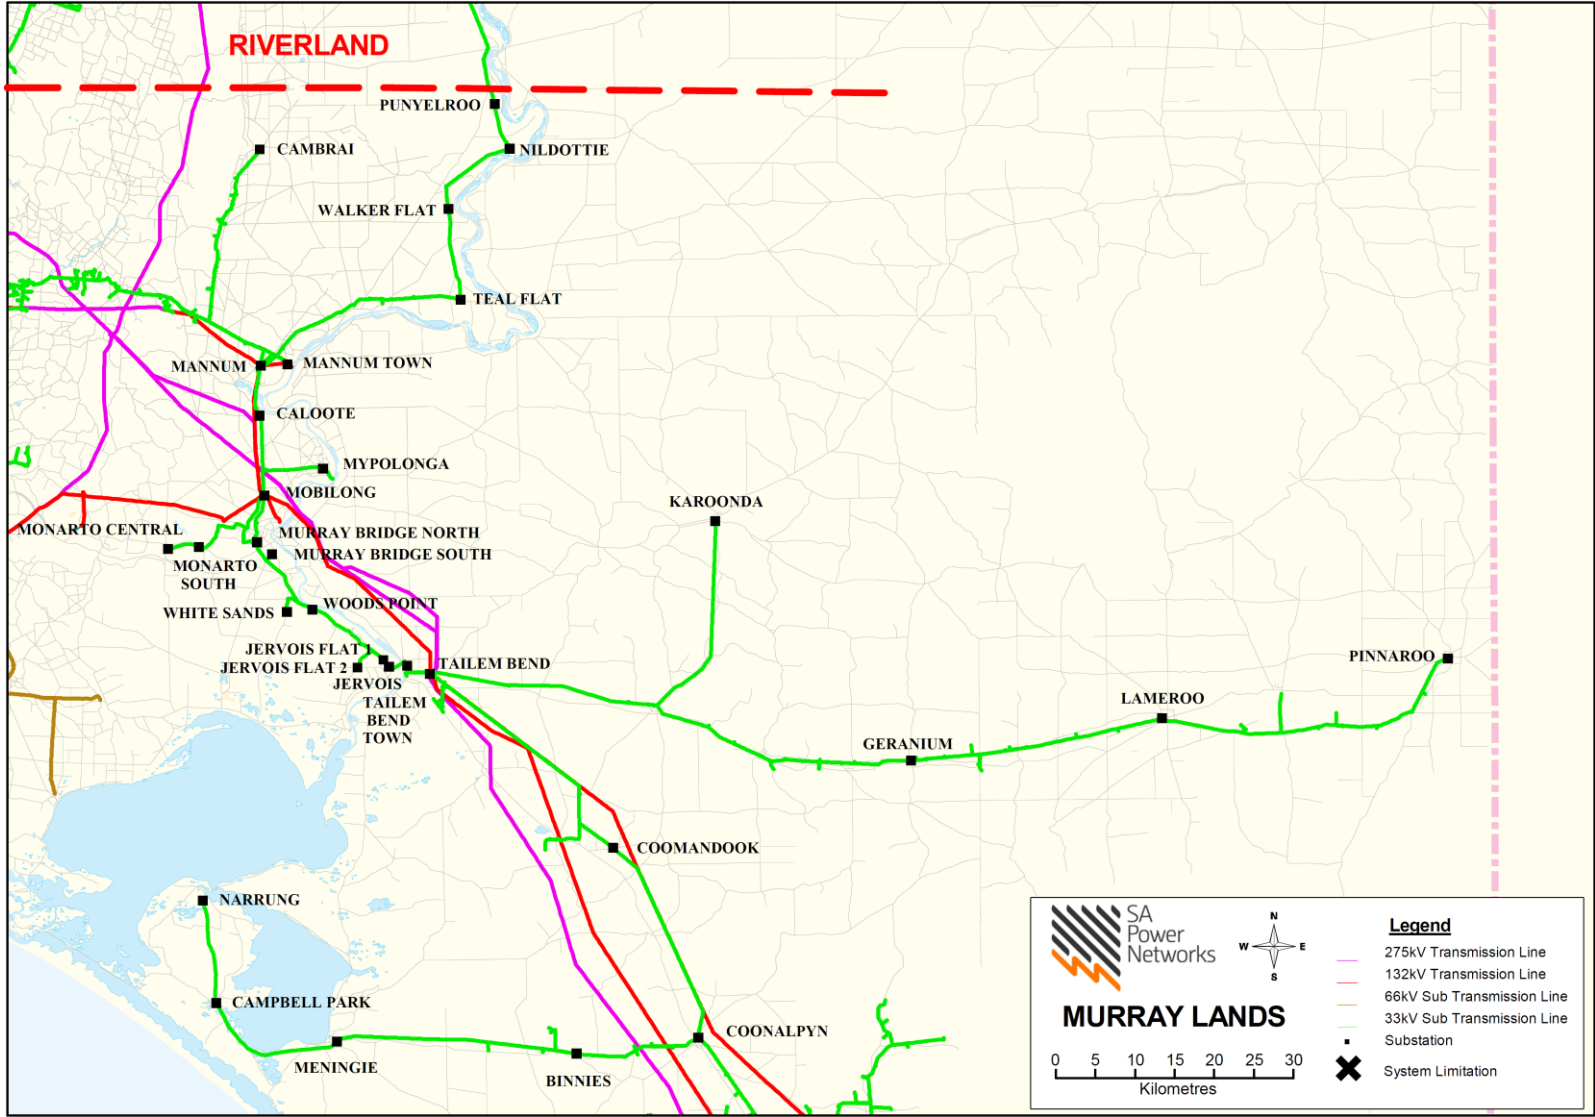 RIVERLAND
PUNYELROO
CAMBRAI
NILDOTTIE
WALKER FLAT
TEAL FLAT
MANNUM
MANNUM TOWN
CALOOTE
MYPOLONGA
MOBILONG
KAROONDA
MONARTO CENTRAL
MURRAY BRIDGE NORTH
MURRAY BRIDGE SOUTH
MONARTO
SOUTH
WHITE SANDS
WOODS POINT
JERVOIS FLAT 1
JERVOIS FLAT 2
JERVOIS
TAILEM BEND
TAILEM
BEND
TOWN
PINNAROO
LAMEROO
GERANIUM
COOMANDOOK
NARRUNG
CAMPBELL PARK
MENINGIE
BINNIES
COONALPYN
SA
Power
Networks
N
W
E
S
MURRAY LANDS
0 5 10 15 20 25 30
Kilometres
Legend
275kV Transmission Line
132kV Transmission Line
66kV Sub Transmission Line
33kV Sub Transmission Line
Substation
System Limitation